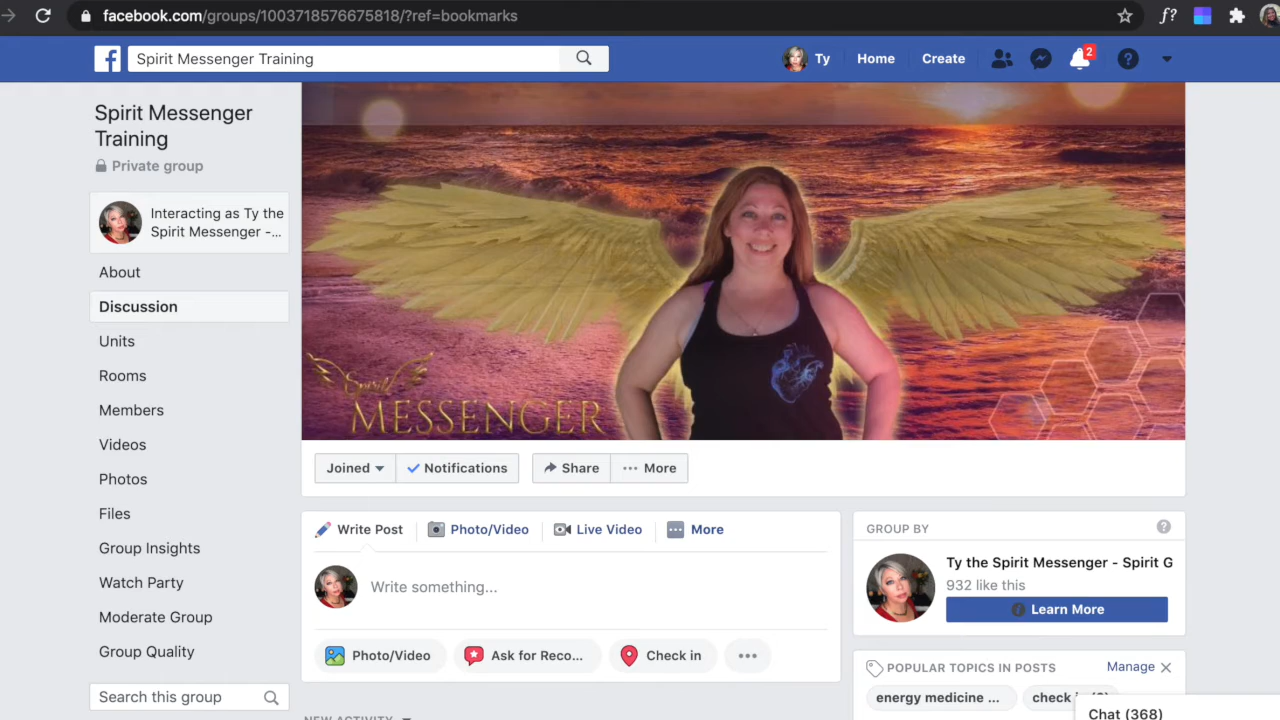 facebook.com/groups/1003718576675818/?ref=bookmarks
f?
f
Spirit Messenger Training
Ty
Home
Create
2
?
Spirit Messenger
Training
Private group
Interacting as Ty the
Spirit Messenger -...
About
Discussion
Units
Rooms
Members
Videos
Photos
Files
Group Insights
Watch Party
Moderate Group
Group Quality
Search this group
Spirit
MESSENGER
Joined
Notifications
Share
More
Write Post
Photo/Video
Live Video
More
Write something...
Photo/Video
Ask for Reco...
Check in
NEW ACTIVITY
GROUP BY
?
Ty the Spirit Messenger - Spirit G
932 like this
Learn More
POPULAR TOPICS IN POSTS
Manage
energy medicine ...
check
Chat (368)